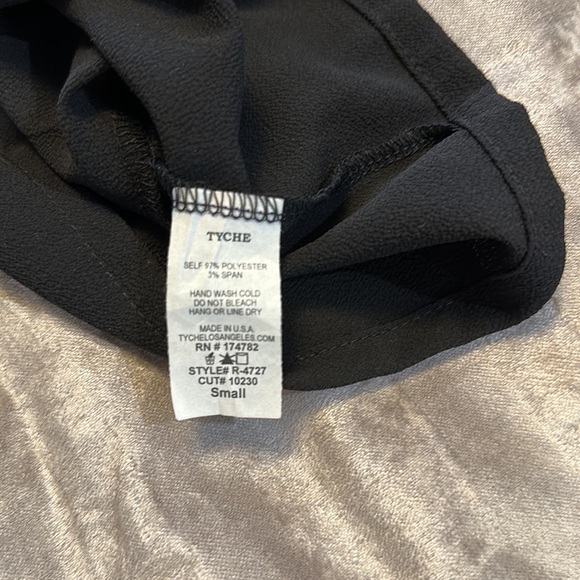 TYCHE
SELF 97% POLYESTER
3% SPAN
HAND WASH COLD
DO NOT BLEACH
HANG OR LINE DRY
MADE IN U.S.A.
TYCHELOSANGELES.COM
RN # 174782
STYLE# R-4727
CUT# 10230
Small